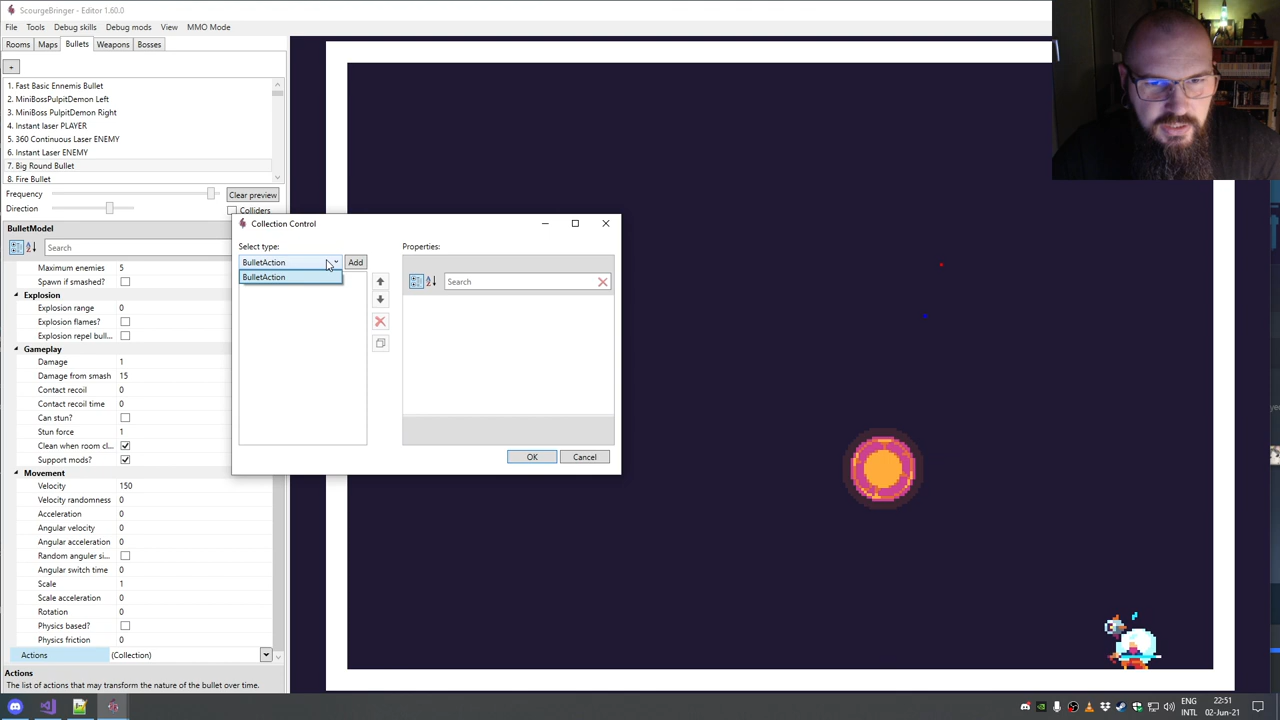 ScourgeBringer - Editor 1.60.0
File Tools Debug skills Debug mods View MMO Mode
Rooms Maps Bullets Weapons Bosses
+
1. Fast Basic Ennemis Bullet
2. MiniBossPulpitDemon Left
3. MiniBoss PulpitDemon Right
4. Instant laser PLAYER
5. 360 Continuous Laser ENEMY
6. Instant Laser ENEMY
7. Big Round Bullet
8. Fire Bullet
Frequency Clear preview
Direction Colliders
BulletModel
Search
Maximum enemies 5
Spawn if smashed?
Explosion
Explosion range 0
Explosion flames?
Explosion repel bull...
Gameplay
Damage 1
Damage from smash 15
Contact recoil 0
Contact recoil time 0
Can stun?
Stun force 1
Clean when room cl...
Support mods?
Movement
Velocity 150
Velocity randomness 0
Acceleration 0
Angular velocity 0
Angular acceleration 0
Random anguler si...
Angular switch time 0
Scale 1
Scale acceleration 0
Rotation 0
Physics based?
Physics friction 0
Actions (Collection)
Actions
The list of actions that may transform the nature of the bullet over time.
Collection Control
Select type: Properties:
BulletAction Add
BulletAction
Search
OK Cancel
ENG 22:51
INTL 02-Jun-21